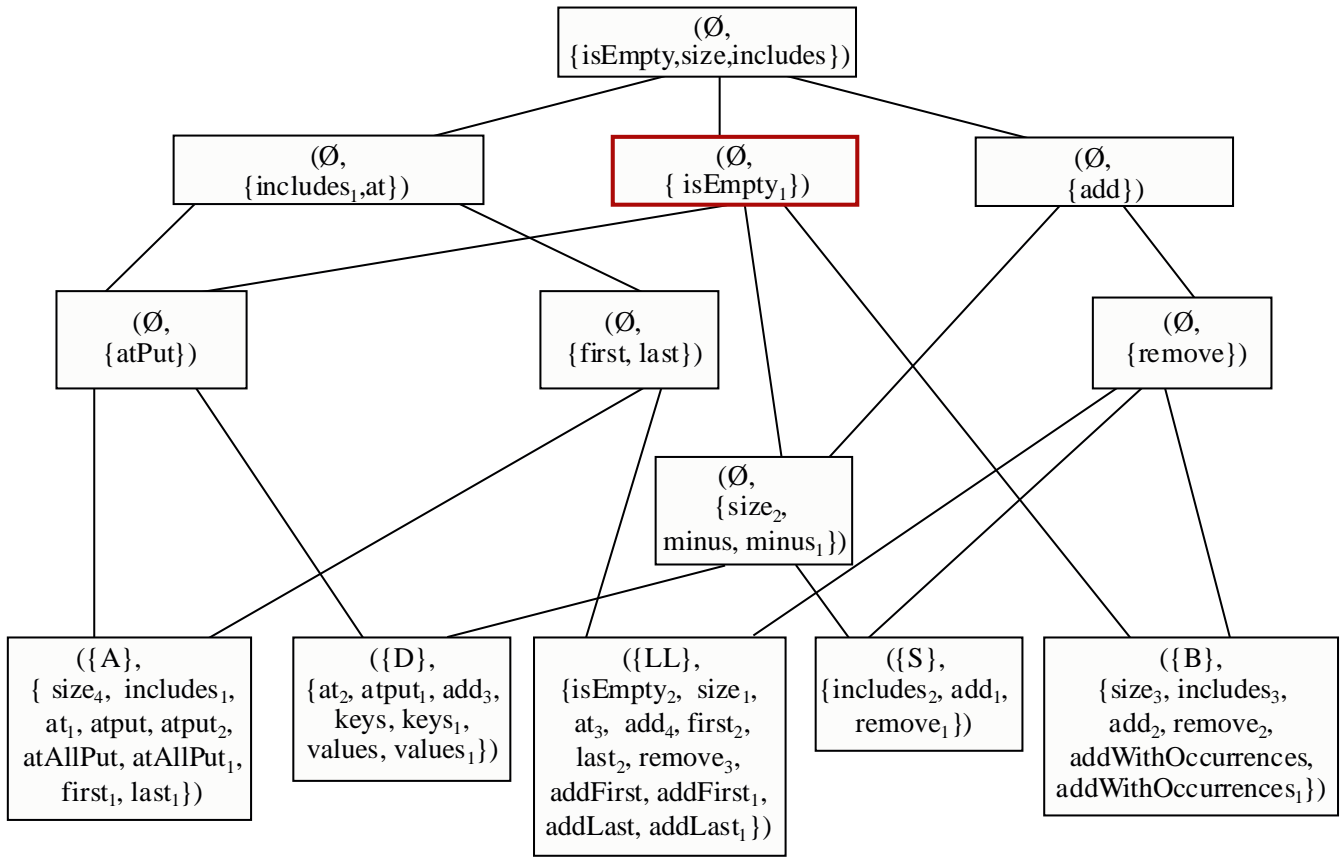 (Ø,
{isEmpty,size,includes})
(Ø,
{includes₁,at})
(Ø,
{ isEmpty₁})
(Ø,
{add})
(Ø,
{atPut})
(Ø,
{first, last})
(Ø,
{remove})
(Ø,
{size₂,
minus, minus₁})
({A},
{ size₄, includes₁,
at₁, atput, atput₂,
atAllPut, atAllPut₁,
first₁, last₁})
({D},
{at₂, atput₁, add₃,
keys, keys₁,
values, values₁})
({LL},
{isEmpty₂, size₁,
at₃, add₄, first₂,
last₂, remove₃,
addFirst, addFirst₁,
addLast, addLast₁})
({S},
{includes₂, add₁,
remove₁})
({B},
{size₃, includes₃,
add₂, remove₂,
addWithOccurrences,
addWithOccurrences₁})